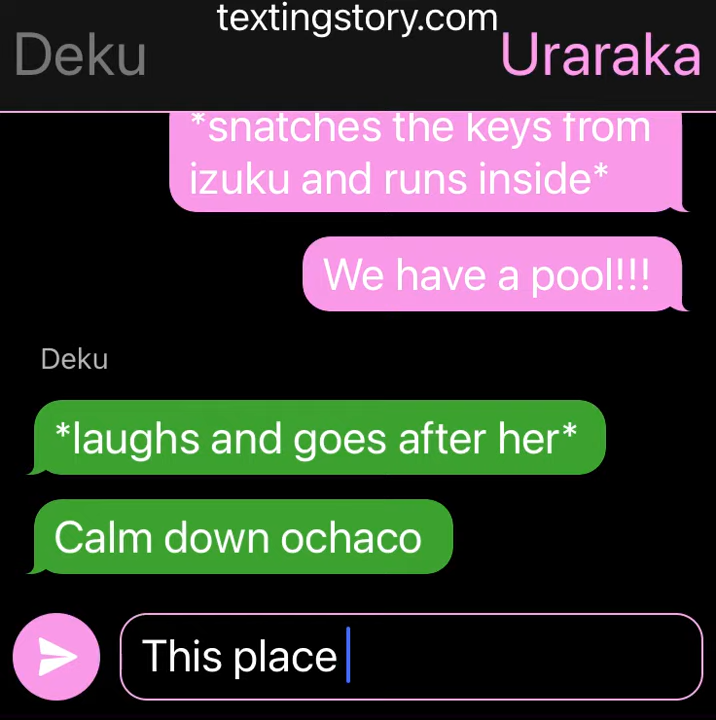 textingstory.com
Deku
Uraraka
*snatches the keys from
izuku and runs inside*
We have a pool!!!
Deku
*laughs and goes after her*
Calm down ochaco
This place